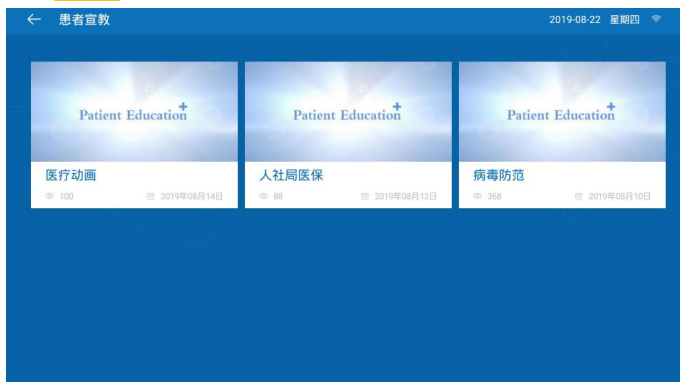 患者宣教
2019-08-22 星期四
Patient Education
Patient Education
Patient Education
医疗动画
人社局医保
病毒防范
100 2019年08月14日
88 2019年08月12日
368 2019年08月10日